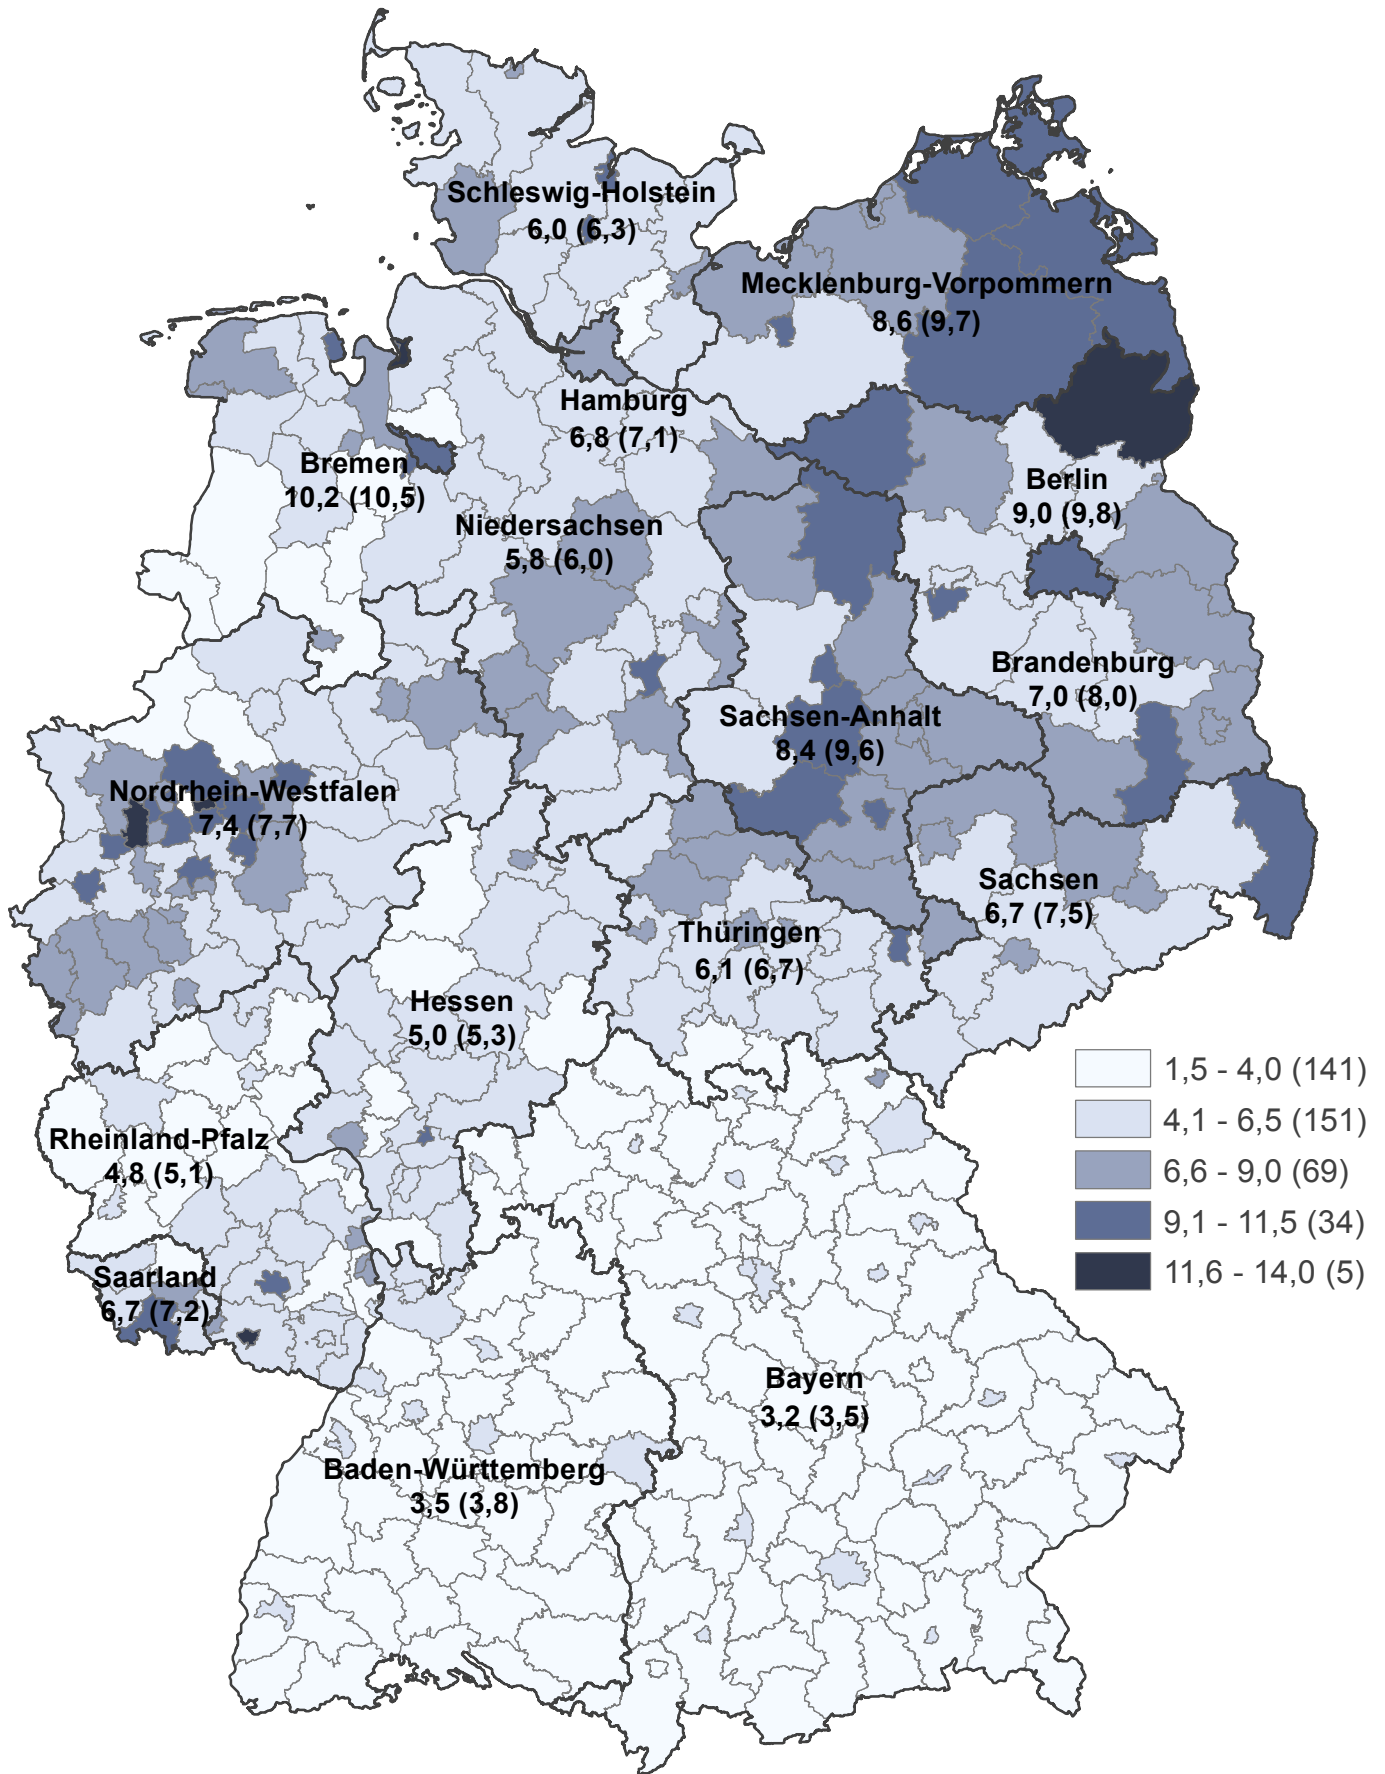 Schleswig-Holstein
6,0 (6,3)
Mecklenburg-Vorpommern
8,6 (9,7)
Hamburg
6,8 (7,1)
Bremen
10,2 (10,5)
Berlin
9,0 (9,8)
Niedersachsen
5,8 (6,0)
Brandenburg
7,0 (8,0)
Sachsen-Anhalt
8,4 (9,6)
Nordrhein-Westfalen
7,4 (7,7)
Sachsen
6,7 (7,5)
Thüringen
6,1 (6,7)
Hessen
5,0 (5,3)
Rheinland-Pfalz
4,8 (5,1)
Saarland
6,7 (7,2)
Bayern
3,2 (3,5)
Baden-Württemberg
3,5 (3,8)
1,5 - 4,0 (141)
4,1 - 6,5 (151)
6,6 - 9,0 (69)
9,1 - 11,5 (34)
11,6 - 14,0 (5)